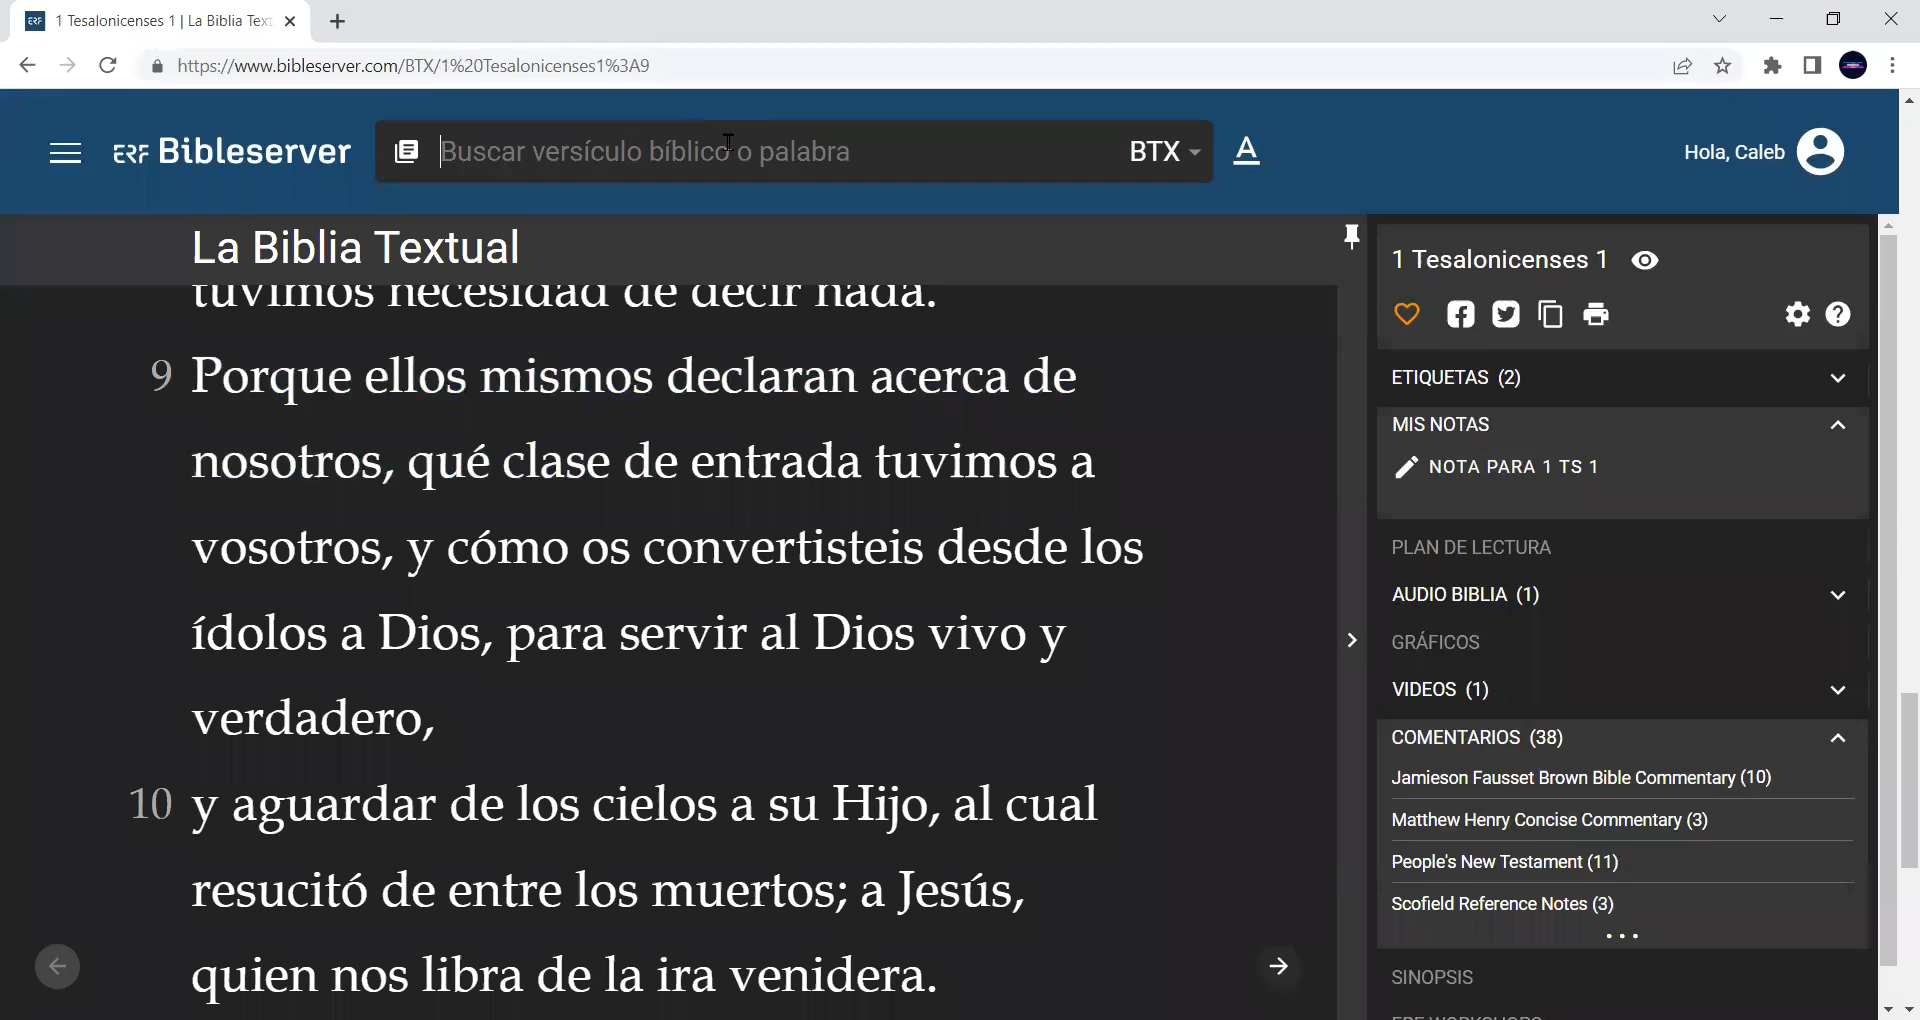 1 Tesalonicenses 1 | La Biblia Text
https://www.bibleserver.com/BTX/1%20Tesalonicenses1%3A9
ERF Bibleserver
Buscar versículo bíblico o palabra
BTX
A
Hola, Caleb
La Biblia Textual
tuvimos necesidad de decir nada.
9 Porque ellos mismos declaran acerca de
nosotros, qué clase de entrada tuvimos a
vosotros, y cómo os convertisteis desde los
ídolos a Dios, para servir al Dios vivo y
verdadero,
10 y aguardar de los cielos a su Hijo, al cual
resucitó de entre los muertos; a Jesús,
quien nos libra de la ira venidera.
1 Tesalonicenses 1
ETIQUETAS (2)
MIS NOTAS
NOTA PARA 1 TS 1
PLAN DE LECTURA
AUDIO BIBLIA (1)
GRÁFICOS
VIDEOS (1)
COMENTARIOS (38)
Jamieson Fausset Brown Bible Commentary (10)
Matthew Henry Concise Commentary (3)
People's New Testament (11)
Scofield Reference Notes (3)
...
SINOPSIS
ERF WORKSHOPS